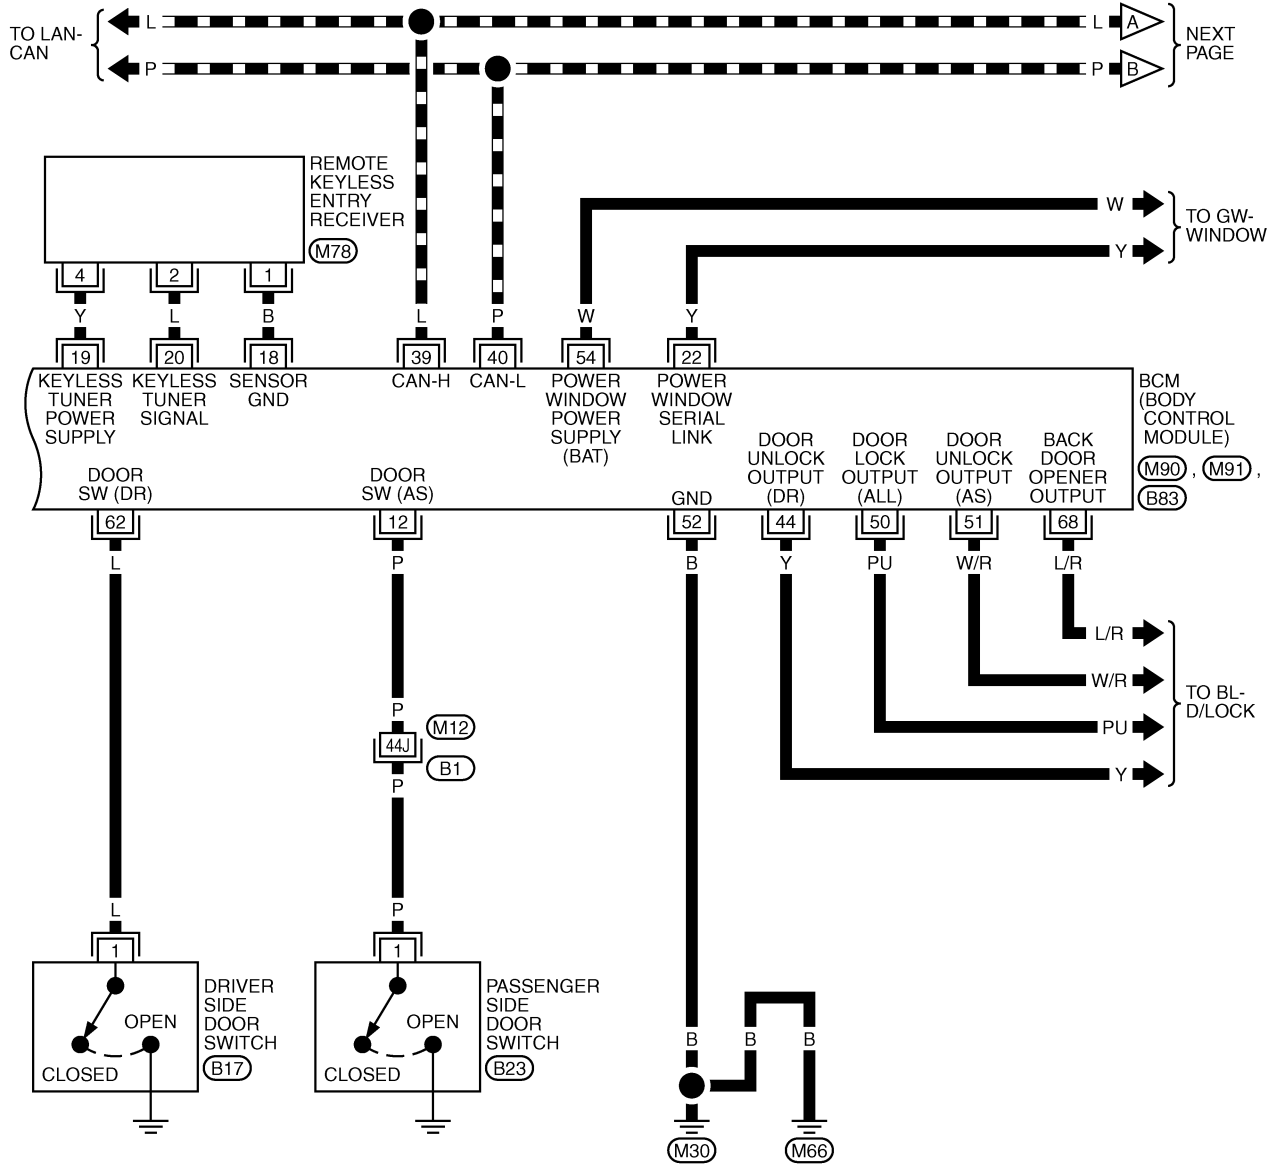 TO LAN-
CAN
L
L
A
P
P
B
NEXT
PAGE
REMOTE
KEYLESS
ENTRY
RECEIVER
M78
4
2
1
Y
L
B
L
P
W
Y
W
Y
TO GW-
WINDOW
19
20
18
39
40
54
22
KEYLESS
TUNER
POWER
SUPPLY
KEYLESS
TUNER
SIGNAL
SENSOR
GND
CAN-H
CAN-L
POWER
WINDOW
POWER
SUPPLY
(BAT)
POWER
WINDOW
SERIAL
LINK
BCM
(BODY
CONTROL
MODULE)
M90 , M91 ,
B83
DOOR
SW (DR)
DOOR
SW (AS)
GND
DOOR
UNLOCK
OUTPUT
(DR)
DOOR
LOCK
OUTPUT
(ALL)
DOOR
UNLOCK
OUTPUT
(AS)
BACK
DOOR
OPENER
OUTPUT
62
12
52
44
50
51
68
L
P
B
Y
PU
W/R
L/R
L/R
W/R
PU
Y
TO BL-
D/LOCK
P
44J
M12
B1
P
L
P
1
1
DRIVER
SIDE
DOOR
SWITCH
B17
OPEN
CLOSED
PASSENGER
SIDE
DOOR
SWITCH
B23
OPEN
CLOSED
B
B
B
M30
M66